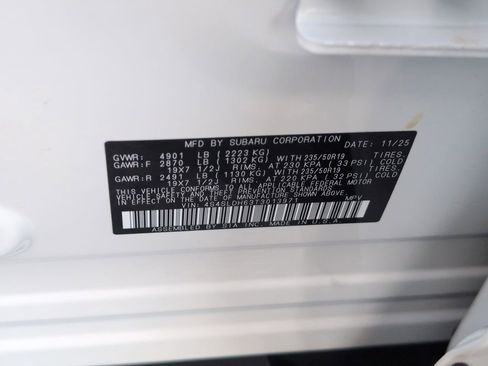 MFD. BY SUBARU CORPORATION DATE: 11/25
GVWR: 4901 LB (2223 KG)
GAWR:F 2870 LB (1302 KG) WITH 235/50R19 TIRES,
19X7 1/2J RIMS, AT 230 KPA (33 PSI) COLD
GAWR:R 2491 LB (1130 KG) WITH 235/50R19 TIRES,
19X7 1/2J RIMS, AT 220 KPA (32 PSI) COLD
THIS VEHICLE CONFORMS TO ALL APPLICABLE FEDERAL MOTOR
VEHICLE SAFETY AND THEFT PREVENTION STANDARDS
IN EFFECT ON THE DATE OF MANUFACTURE SHOWN ABOVE.
VIN: 4S4SLDH63T3013971 MPV
ASSEMBLED BY SIA INC. MADE IN U.S.A.